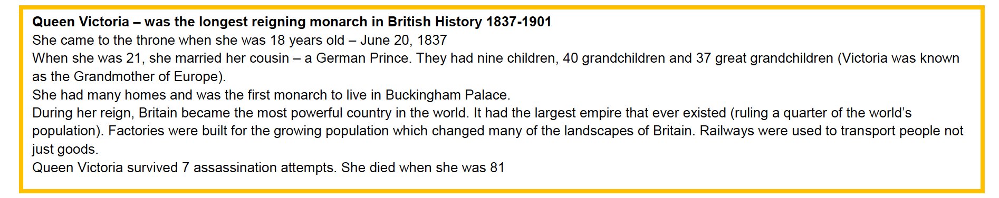 Queen Victoria – was the longest reigning monarch in British History 1837-1901
She came to the throne when she was 18 years old – June 20, 1837
When she was 21, she married her cousin – a German Prince. They had nine children, 40 grandchildren and 37 great grandchildren (Victoria was known
as the Grandmother of Europe).
She had many homes and was the first monarch to live in Buckingham Palace.
During her reign, Britain became the most powerful country in the world. It had the largest empire that ever existed (ruling a quarter of the world’s
population). Factories were built for the growing population which changed many of the landscapes of Britain. Railways were used to transport people not
just goods.
Queen Victoria survived 7 assassination attempts. She died when she was 81